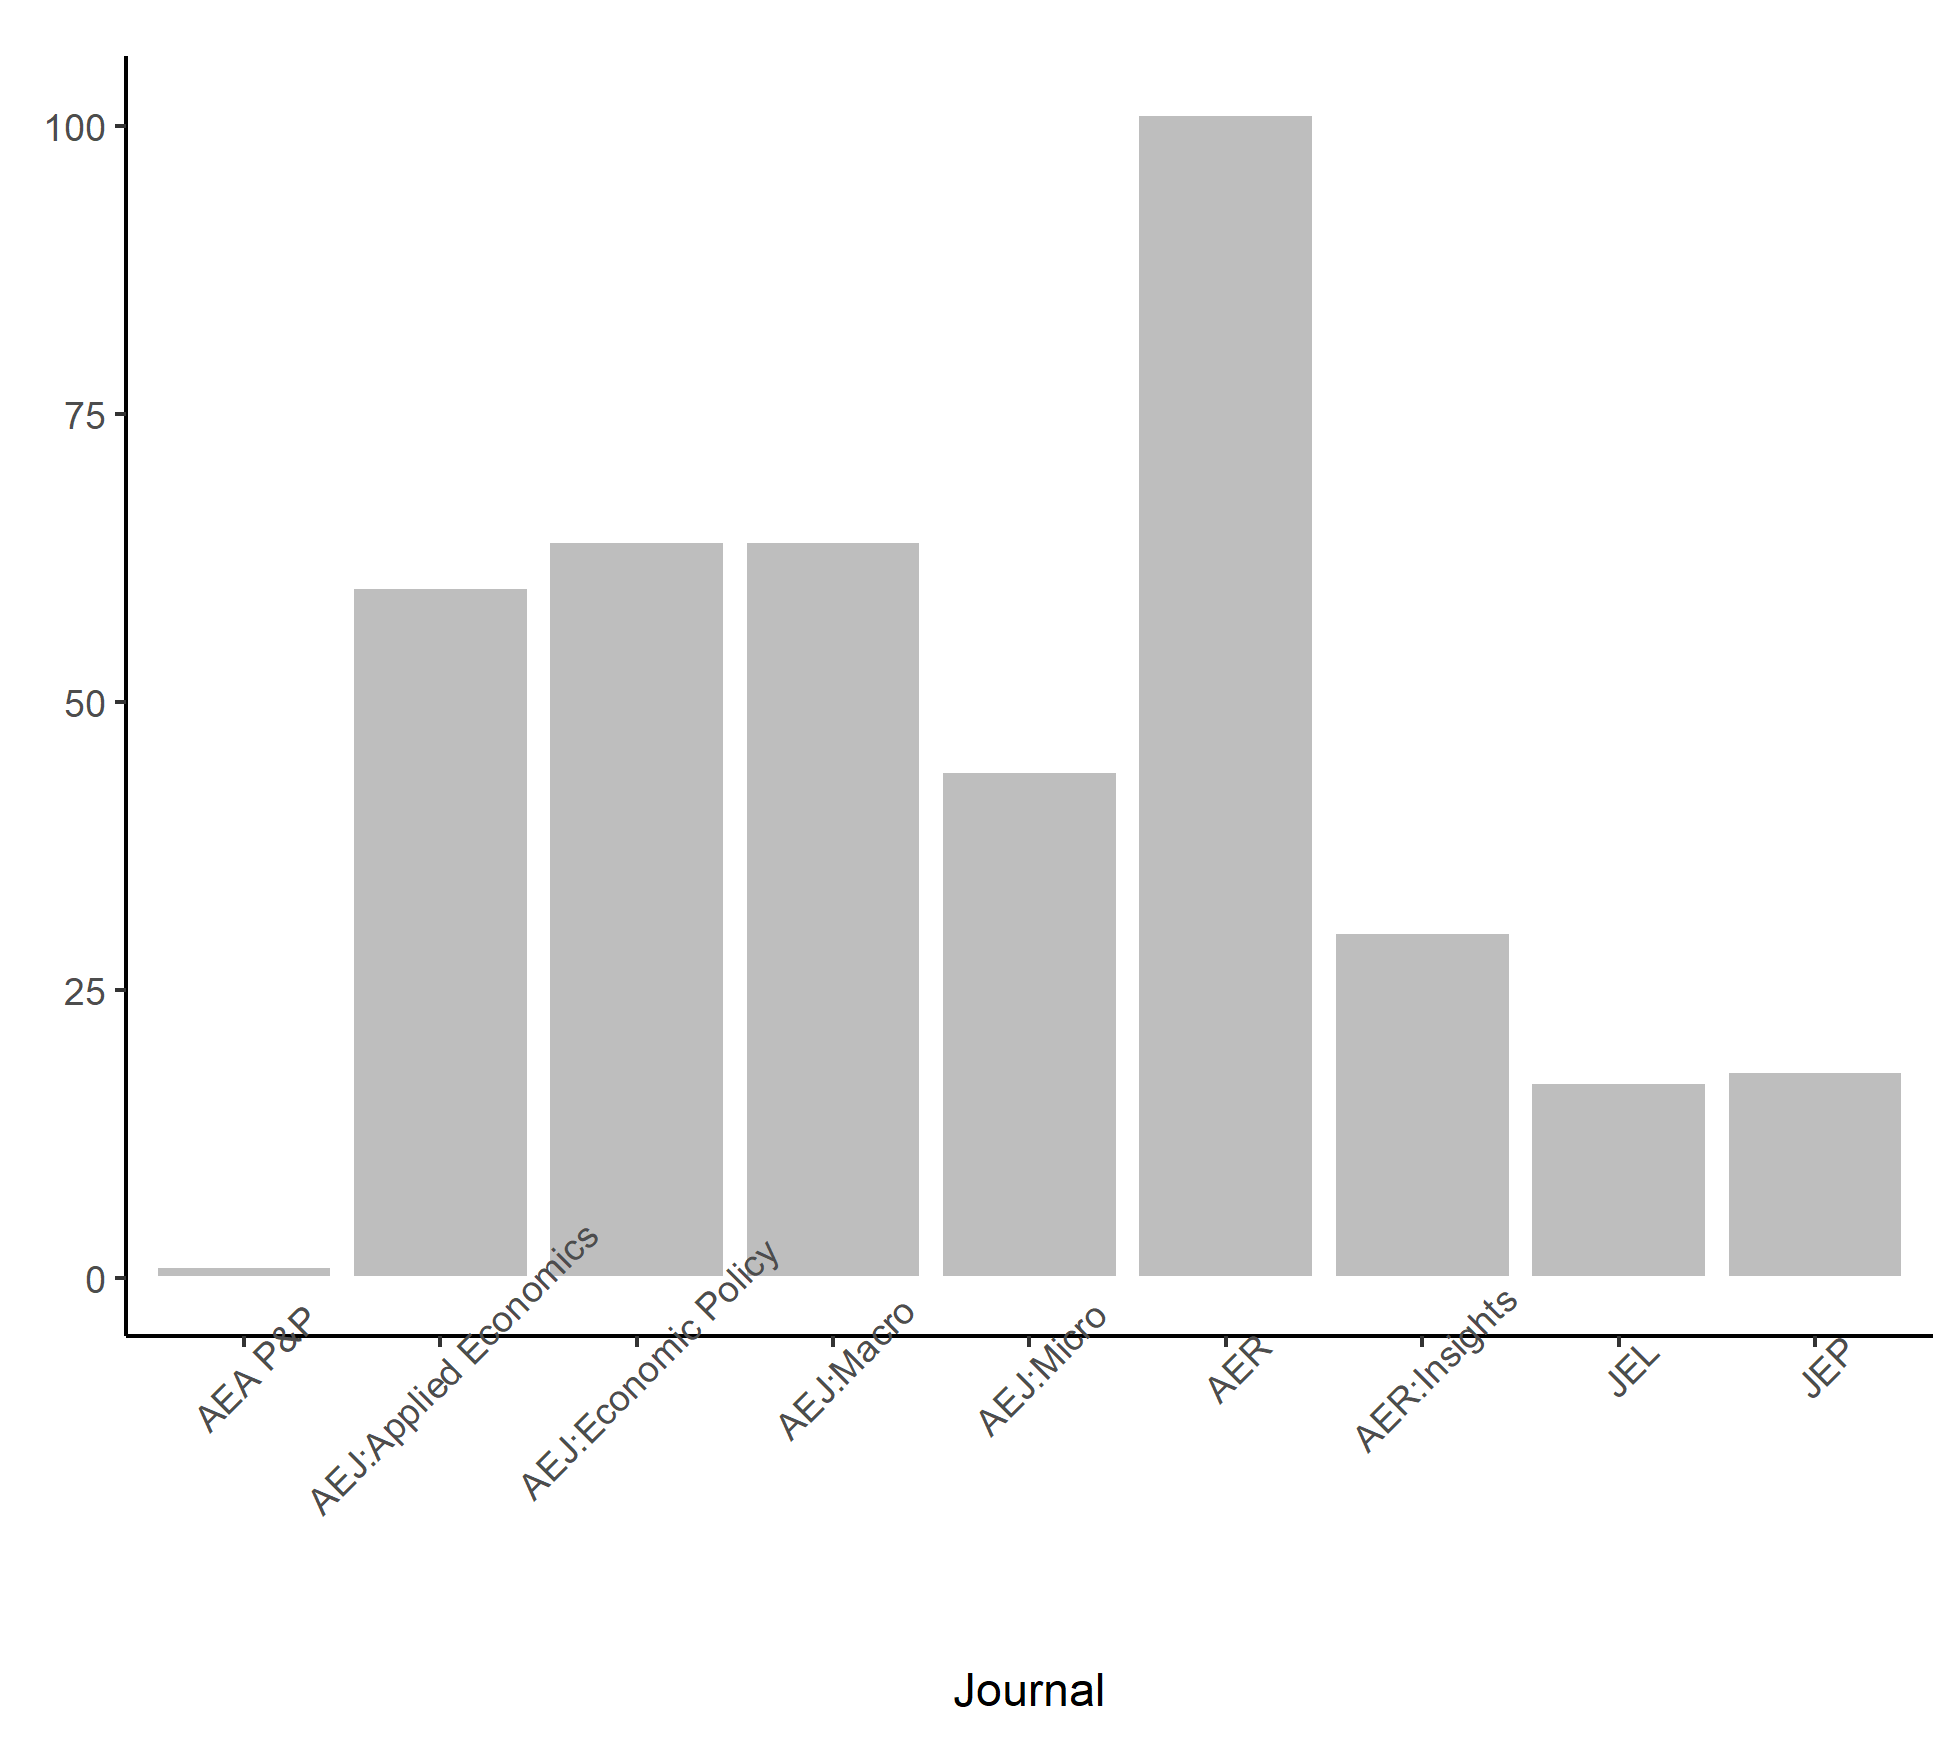 100
75
50
25
0
AEA P&P
AEJ:Applied Economics
AEJ:Economic Policy
AEJ:Macro
AEJ:Micro
AER
AER:Insights
JEL
JEP
Journal